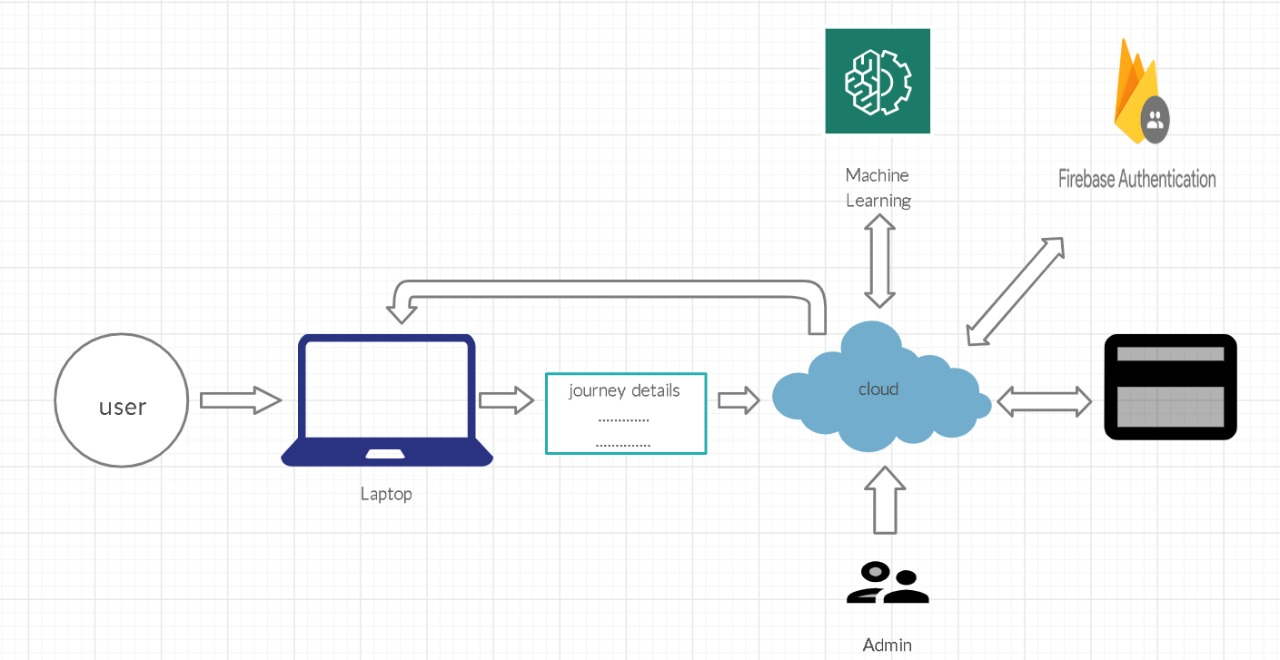 Machine
Learning
Firebase Authentication
user
Laptop
journey details
.............
..............
cloud
Admin